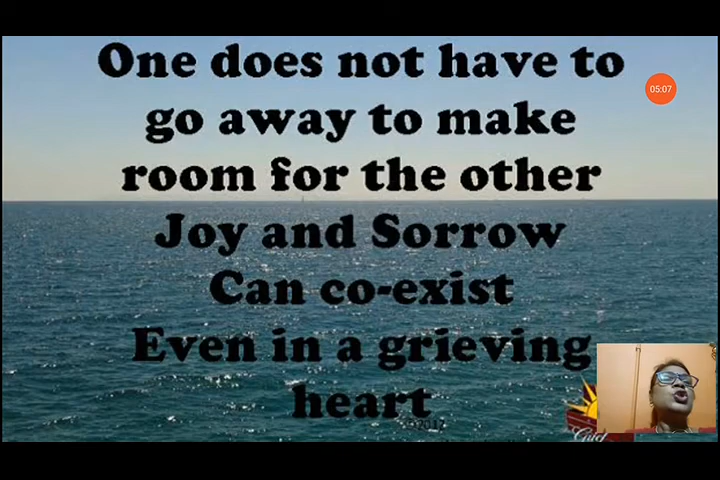 One does not have to
05:07
go away to make
room for the other
Joy and Sorrow
Can co-exist
Even in a grieving
heart
©2017